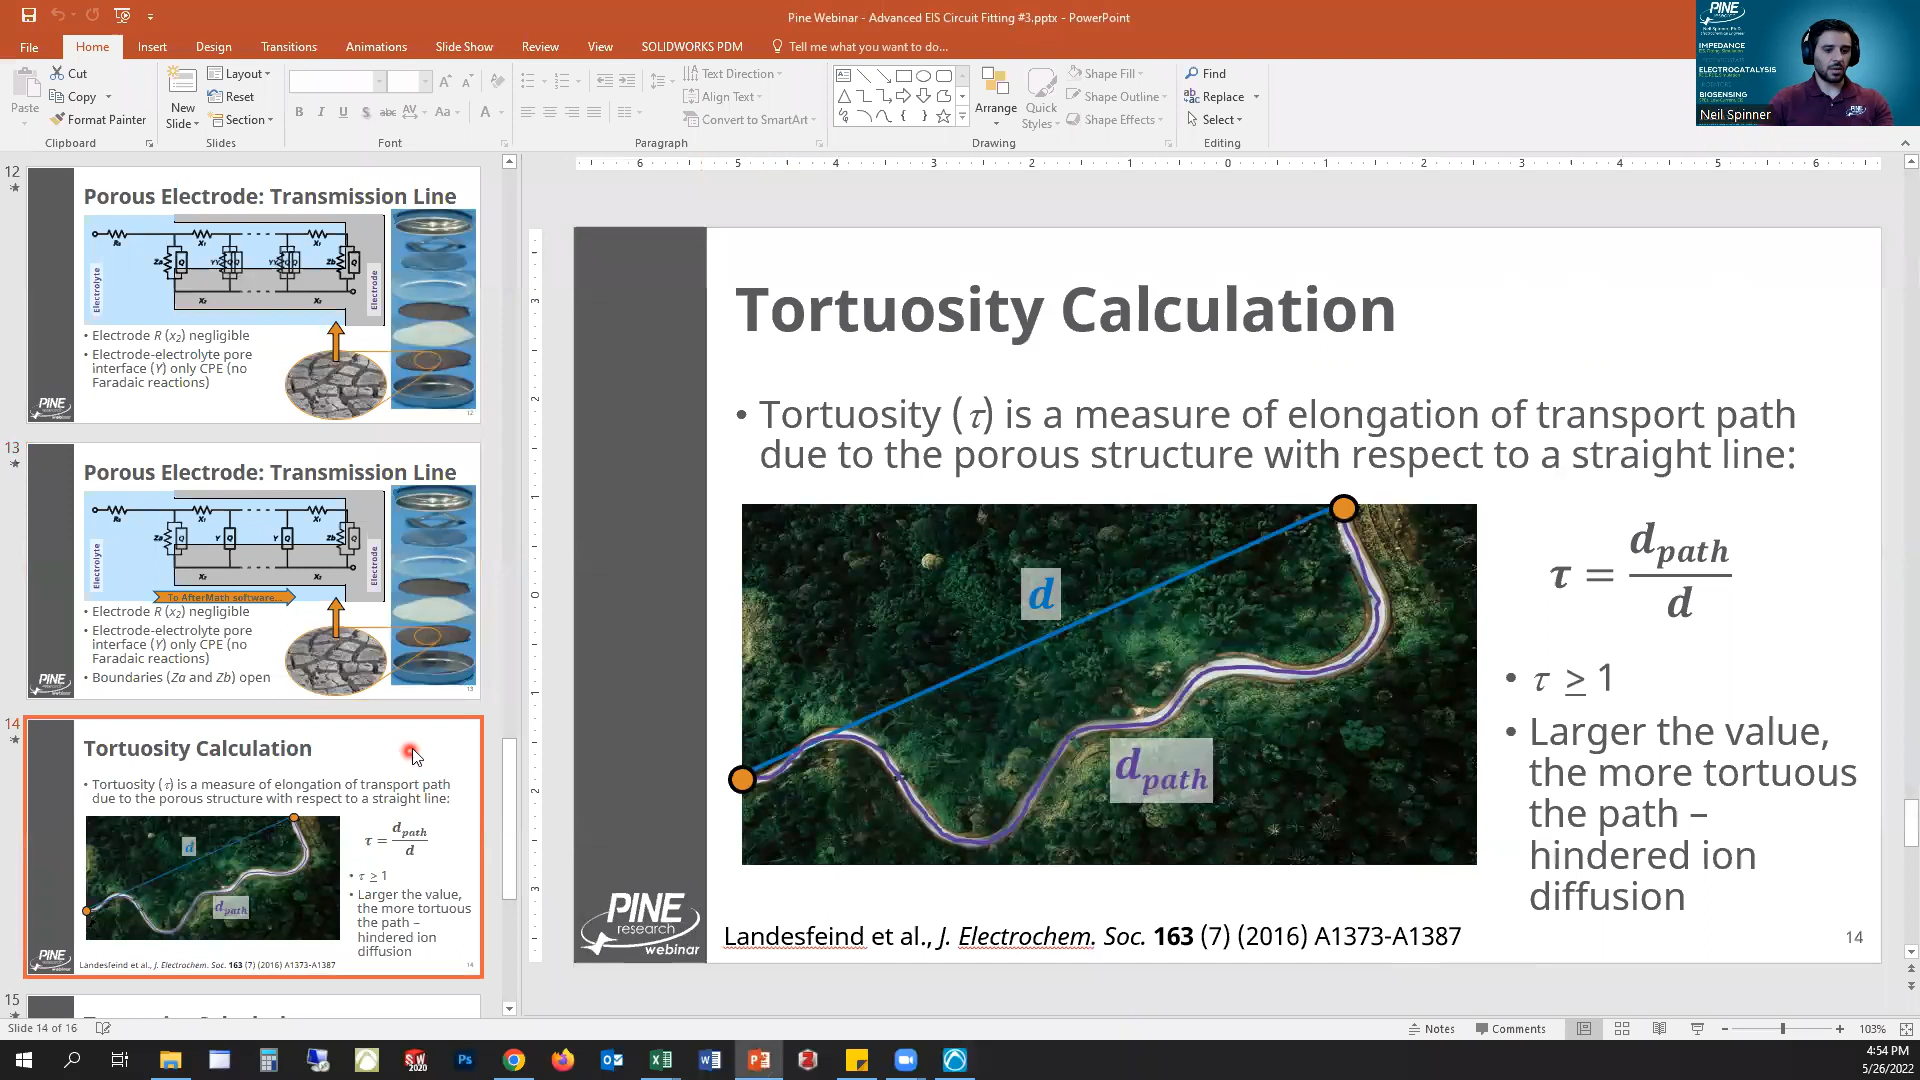 Pine Webinar - Advanced EIS Circuit Fitting #3.pptx - PowerPoint
File
Home
Insert
Design
Transitions
Animations
Slide Show
Review
View
SOLIDWORKS PDM
Tell me what you want to do...
Paste
Cut
Copy
Format Painter
Clipboard
New
Slide
Layout
Reset
Section
Slides
B I U S abc AV Aa A
Font
Text Direction
Align Text
Convert to SmartArt
Paragraph
Arrange
Quick
Styles
Shape Fill
Shape Outline
Shape Effects
Drawing
Find
Replace
Select
Editing
PINE
IMPEDANCE
ELECTROCATALYSIS
BIOSENSING
Neil Spinner
12
Porous Electrode: Transmission Line
Electrolyte
Electrode
• Electrode R (x₂) negligible
• Electrode-electrolyte pore
interface (Y) only CPE (no
Faradaic reactions)
PINE
12
13
Porous Electrode: Transmission Line
Electrolyte
Electrode
To AfterMath software...
• Electrode R (x₂) negligible
• Electrode-electrolyte pore
interface (Y) only CPE (no
Faradaic reactions)
• Boundaries (Za and Zb) open
PINE
13
14
Tortuosity Calculation
• Tortuosity (τ) is a measure of elongation of transport path
due to the porous structure with respect to a straight line:
d
d_path
τ = d_path / d
• τ ≥ 1
• Larger the value,
the more tortuous
the path –
hindered ion
diffusion
PINE
Landesfeind et al., J. Electrochem. Soc. 163 (7) (2016) A1373-A1387
14
15
Tortuosity Calculation
• Tortuosity (τ) is a measure of elongation of transport path
due to the porous structure with respect to a straight line:
d
d_path
τ = d_path / d
• τ ≥ 1
• Larger the value,
the more tortuous
the path –
hindered ion
diffusion
PINE
research
webinar
Landesfeind et al., J. Electrochem. Soc. 163 (7) (2016) A1373-A1387
14
Slide 14 of 16
Notes
Comments
103%
4:54 PM
5/26/2022